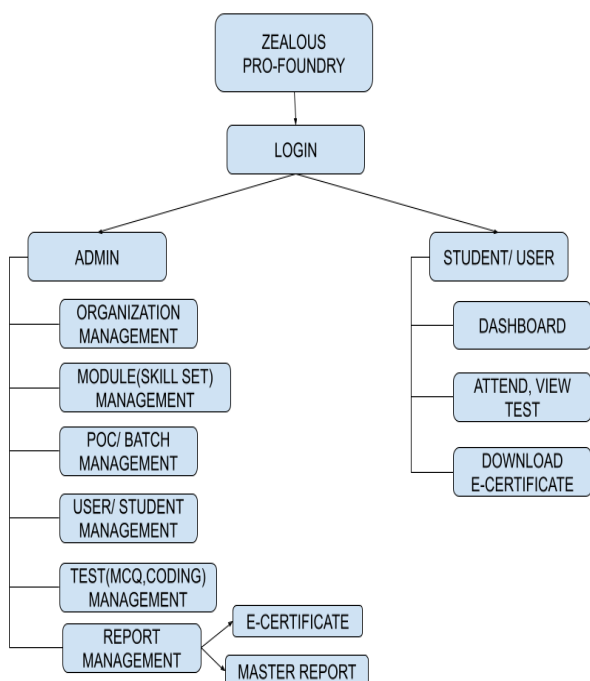 ZEALOUS
PRO-FOUNDRY
LOGIN
ADMIN
ORGANIZATION
MANAGEMENT
MODULE(SKILL SET)
MANAGEMENT
POC/ BATCH
MANAGEMENT
USER/ STUDENT
MANAGEMENT
TEST(MCQ,CODING)
MANAGEMENT
REPORT
MANAGEMENT
E-CERTIFICATE
MASTER REPORT
STUDENT/ USER
DASHBOARD
ATTEND, VIEW
TEST
DOWNLOAD
E-CERTIFICATE